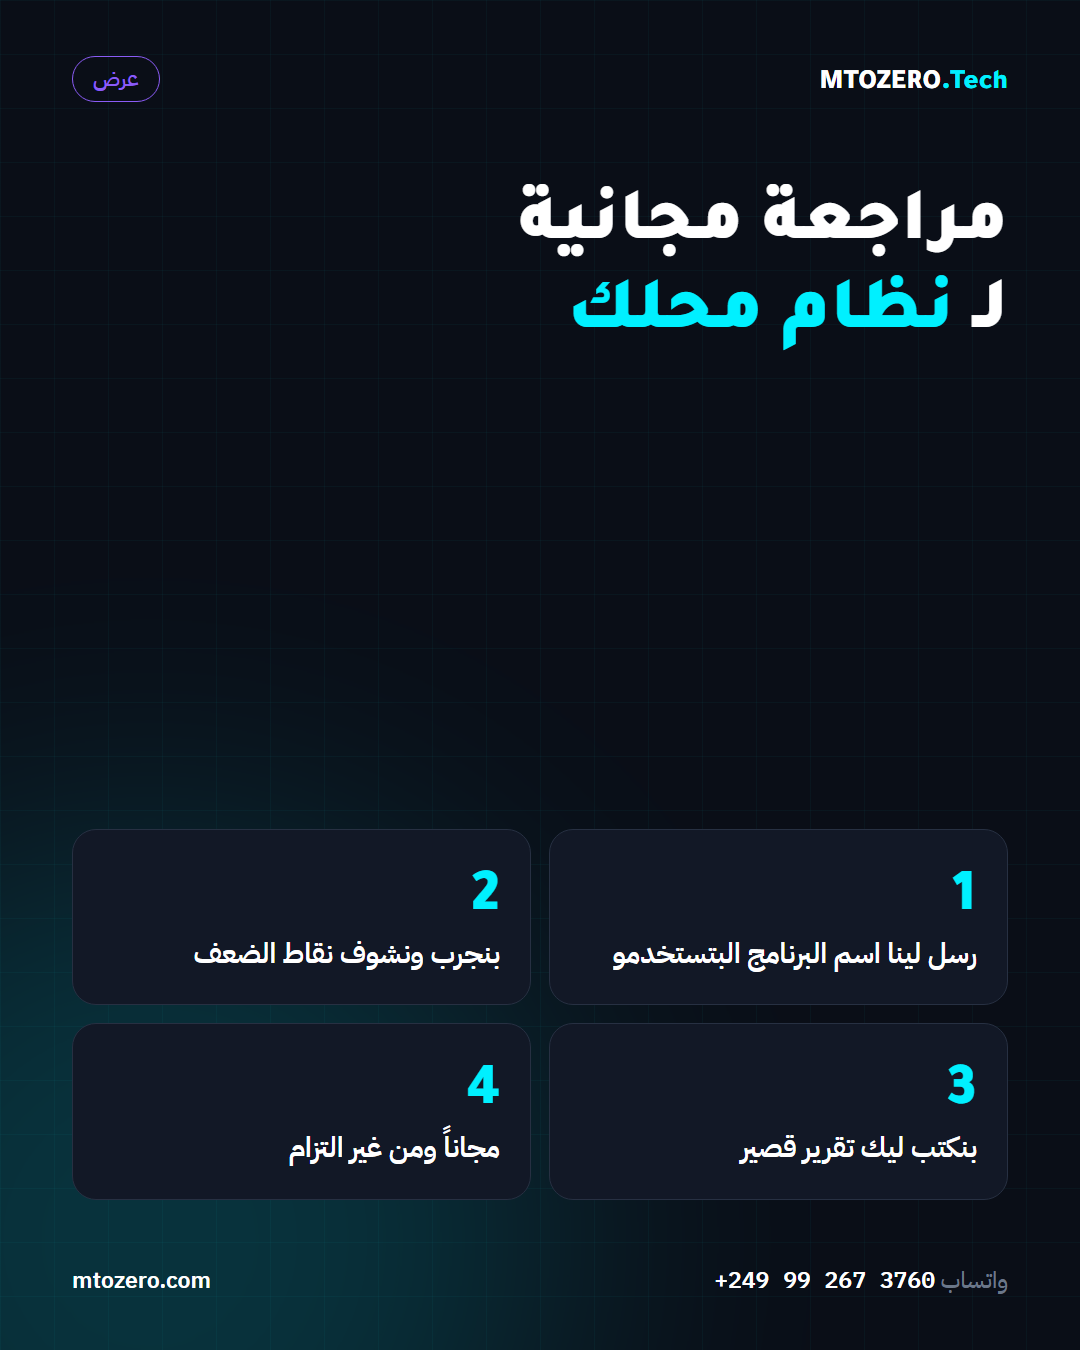 MTOZERO.Tech
عرض
مراجعة مجانية
لـ نظام محلك
1
رسل لينا اسم البرنامج البتستخدمو
2
بنجرب ونشوف نقاط الضعف
3
بنكتب ليك تقرير قصير
4
مجاناً ومن غير التزام
واتساب +249 99 267 3760
mtozero.com